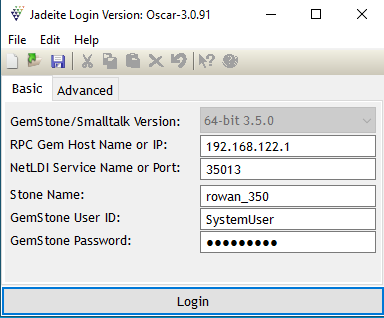 Jadeite Login Version: Oscar-3.0.91
File Edit Help
Basic Advanced
GemStone/Smalltalk Version: 64-bit 3.5.0
RPC Gem Host Name or IP: 192.168.122.1
NetLDI Service Name or Port: 35013
Stone Name: rowan_350
GemStone User ID: SystemUser
GemStone Password: ●●●●●●●●●
Login